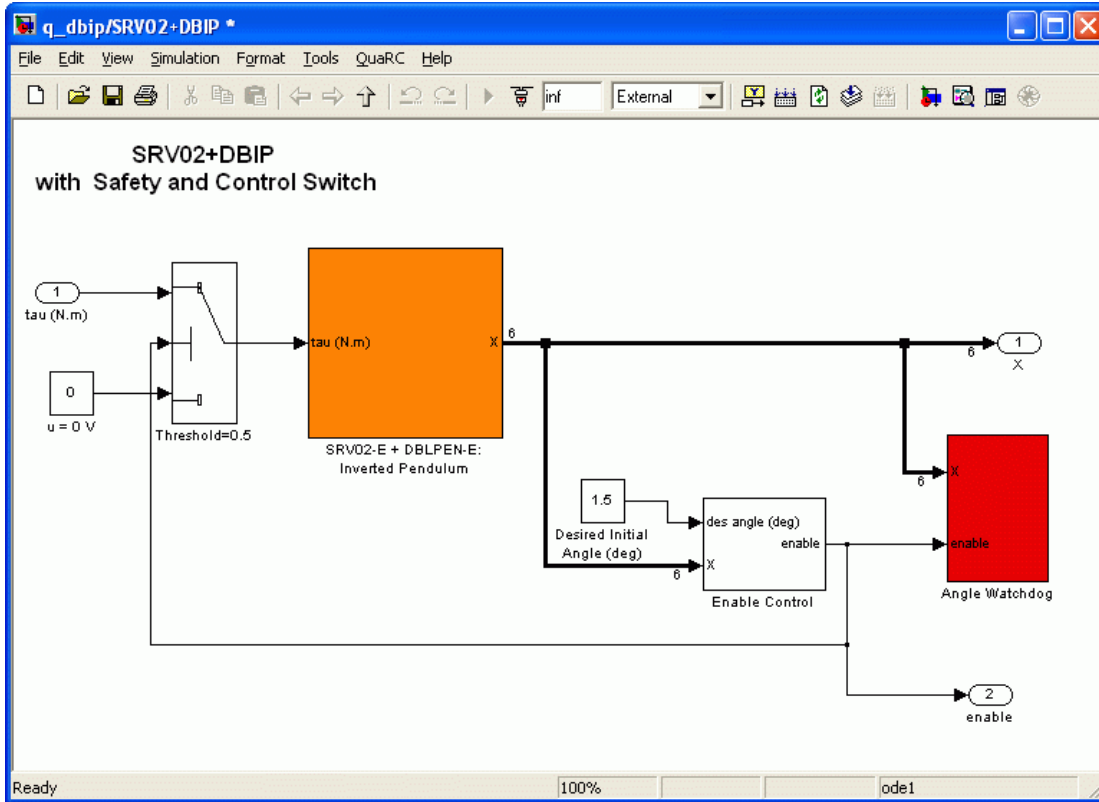 q_dbip/SRV02+DBIP *
File Edit View Simulation Format Tools QuaRC Help
inf External
SRV02+DBIP
with Safety and Control Switch
1
tau (N.m)
0
u = 0 V
Threshold=0.5
tau (N.m) X
SRV02-E + DBLPEN-E:
Inverted Pendulum
6
6
1
X
1.5
Desired Initial
Angle (deg)
6
des angle (deg)
enable
X
Enable Control
6
X
enable
Angle Watchdog
2
enable
Ready 100% ode1